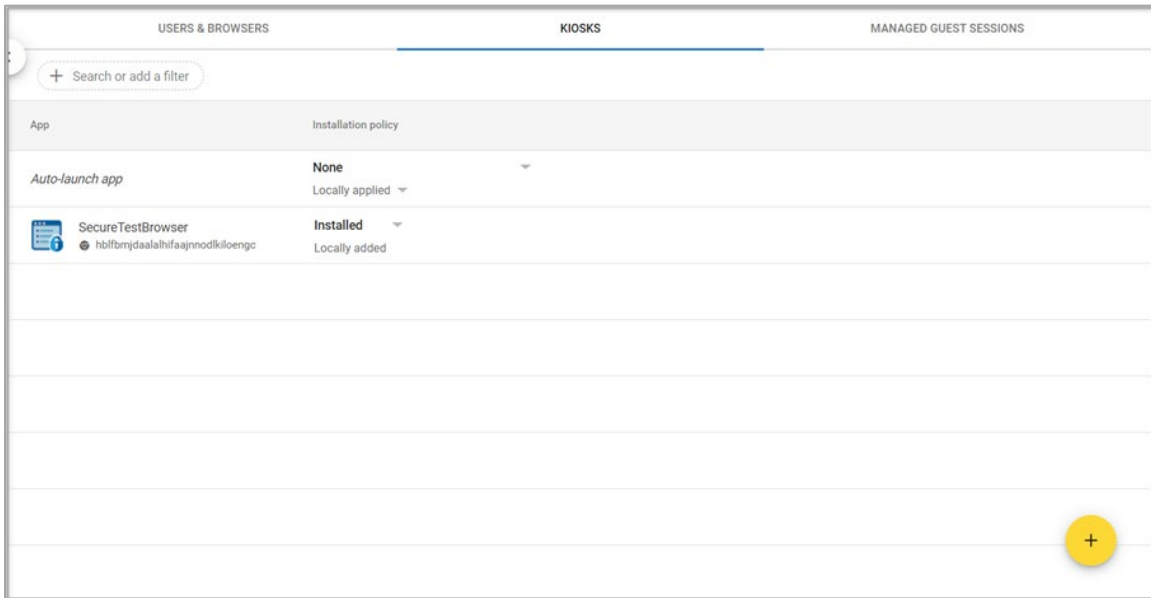 USERS & BROWSERS
KIOSKS
MANAGED GUEST SESSIONS
+ Search or add a filter
App
Installation policy
Auto-launch app
None
Locally applied
SecureTestBrowser
hblfbmjdaalalhifaajnnodlkiloengc
Installed
Locally added
+